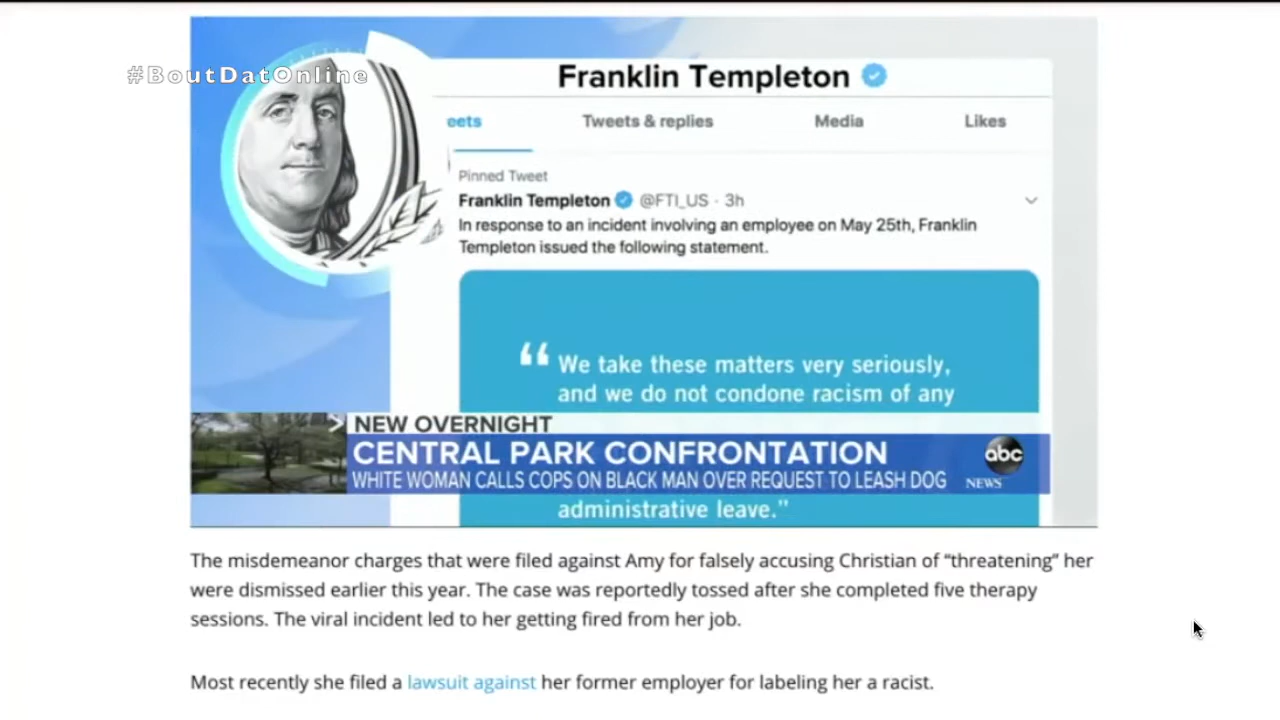 #BoutDatOnline
Franklin Templeton
eets Tweets & replies Media Likes
Pinned Tweet
Franklin Templeton @FTI_US · 3h
In response to an incident involving an employee on May 25th, Franklin
Templeton issued the following statement.
“ We take these matters very seriously,
and we do not condone racism of any
NEW OVERNIGHT
CENTRAL PARK CONFRONTATION
WHITE WOMAN CALLS COPS ON BLACK MAN OVER REQUEST TO LEASH DOG
abc
NEWS
administrative leave.”
The misdemeanor charges that were filed against Amy for falsely accusing Christian of “threatening” her
were dismissed earlier this year. The case was reportedly tossed after she completed five therapy
sessions. The viral incident led to her getting fired from her job.
Most recently she filed a lawsuit against her former employer for labeling her a racist.